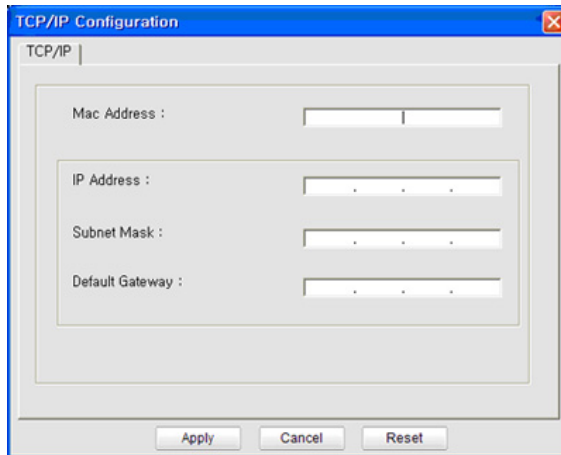 TCP/IP Configuration
TCP/IP
Mac Address :
IP Address :
. . .
Subnet Mask :
. . .
Default Gateway :
. . .
Apply Cancel Reset